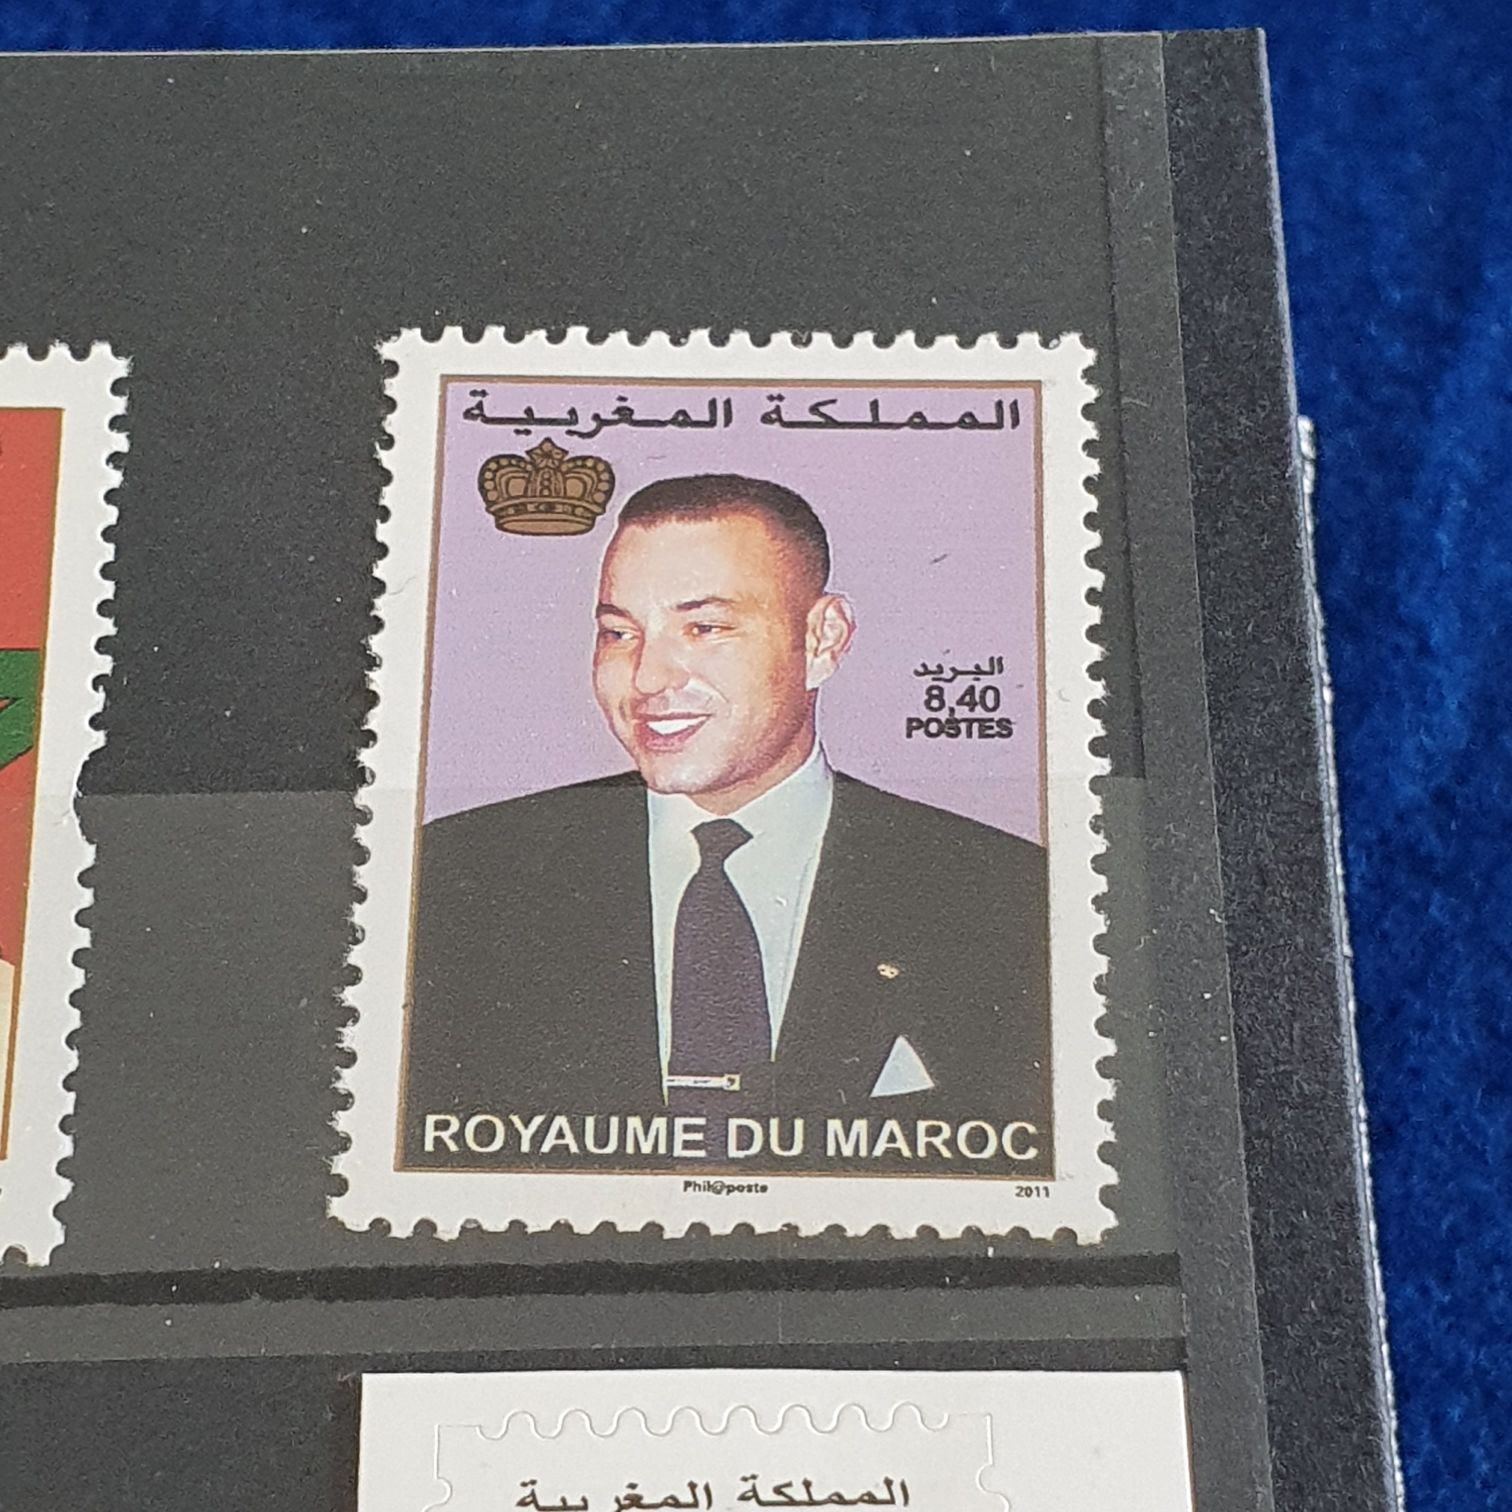 المملكة المغربية
البريد
8,40
POSTES
ROYAUME DU MAROC
Phil@poste
2011
المملكة المغربية